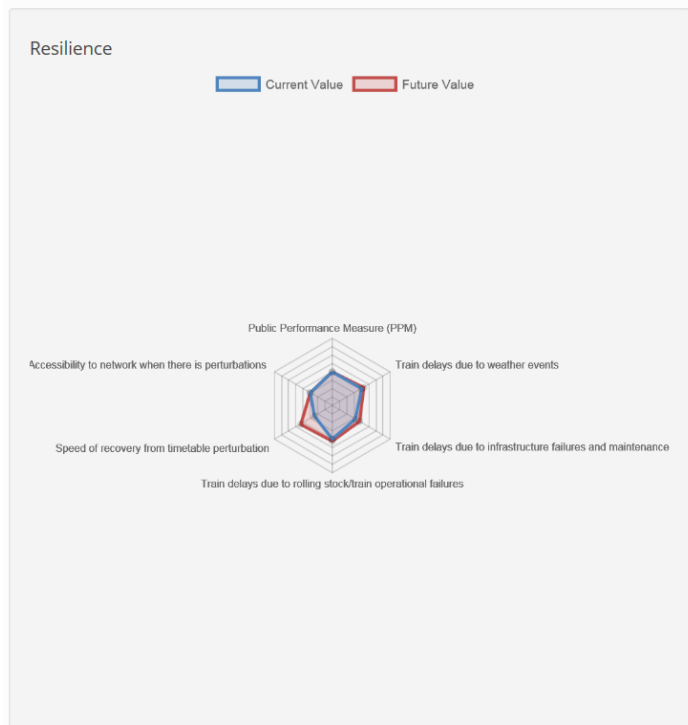 Resilience
Current Value
Future Value
Public Performance Measure (PPM)
Accessibility to network when there is perturbations
Train delays due to weather events
Speed of recovery from timetable perturbation
Train delays due to infrastructure failures and maintenance
Train delays due to rolling stock/train operational failures